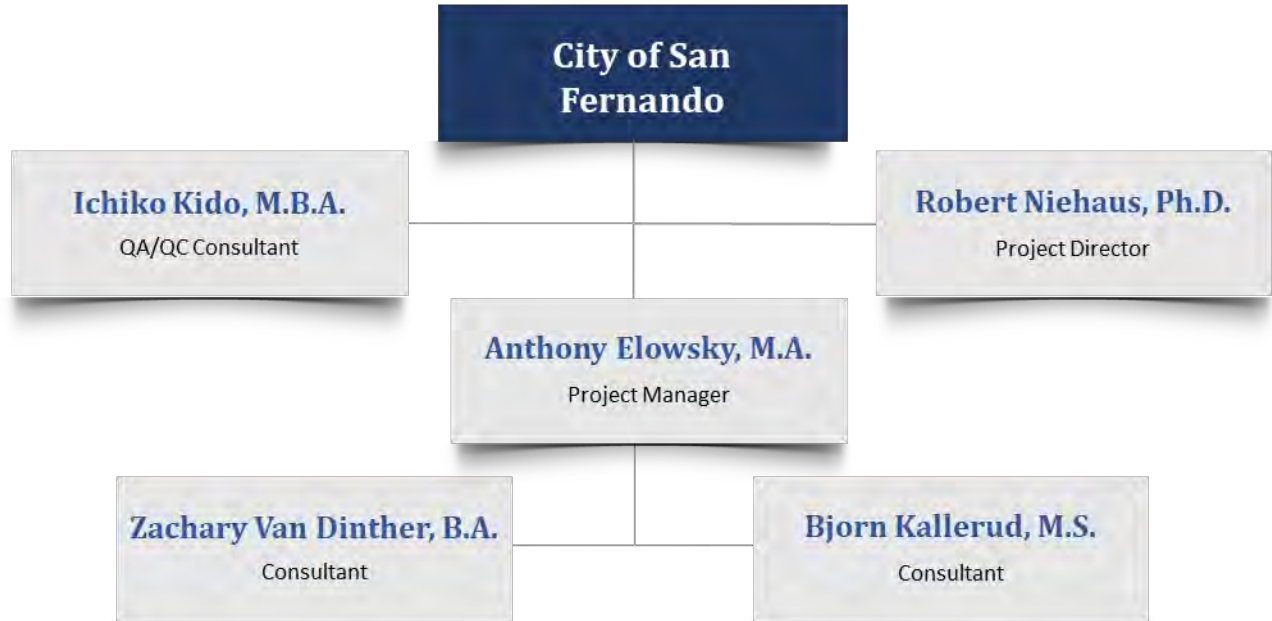 City of San
Fernando
Ichiko Kido, M.B.A.
QA/QC Consultant
Robert Niehaus, Ph.D.
Project Director
Anthony Elowsky, M.A.
Project Manager
Zachary Van Dinther, B.A.
Consultant
Bjorn Kallerud, M.S.
Consultant